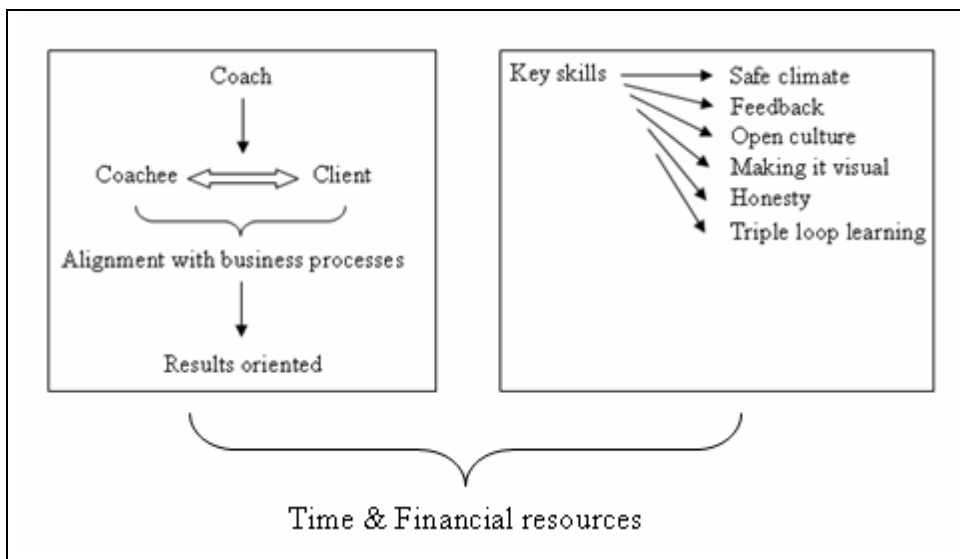 Coach
Coachee Client
Alignment with business processes
Results oriented
Key skills Safe climate
Feedback
Open culture
Making it visual
Honesty
Triple loop learning
Time & Financial resources